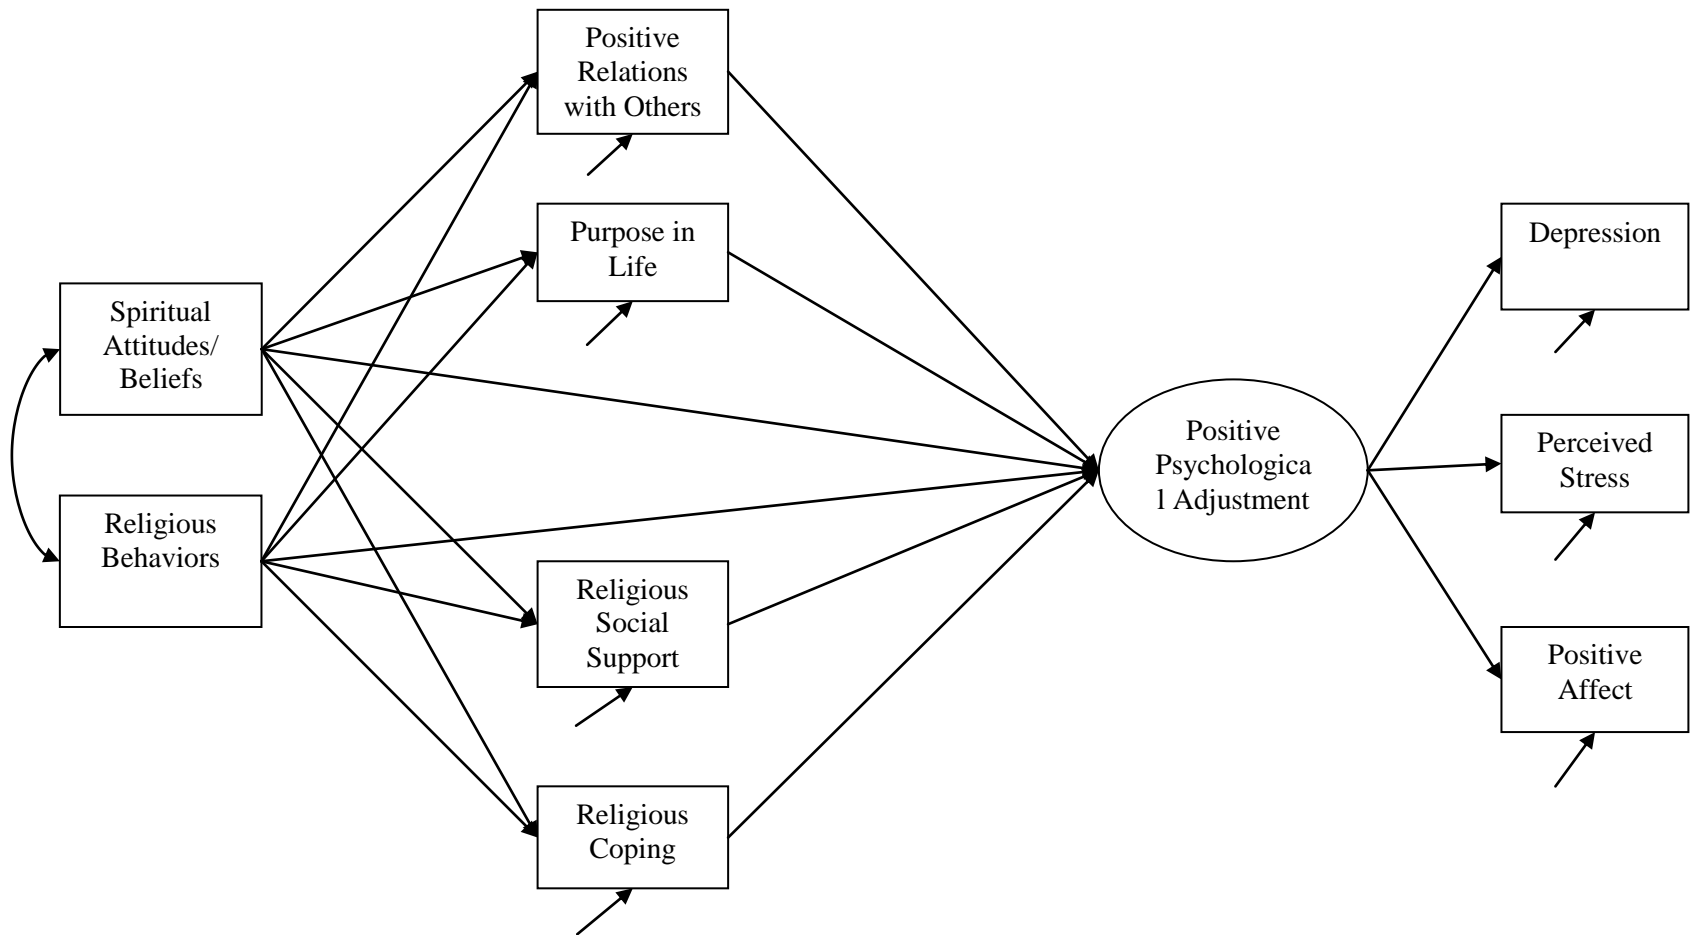 Positive
Relations
with Others
Purpose in
Life
Depression
Spiritual
Attitudes/
Beliefs
Positive
Psychologica
l Adjustment
Perceived
Stress
Religious
Behaviors
Religious
Social
Support
Positive
Affect
Religious
Coping